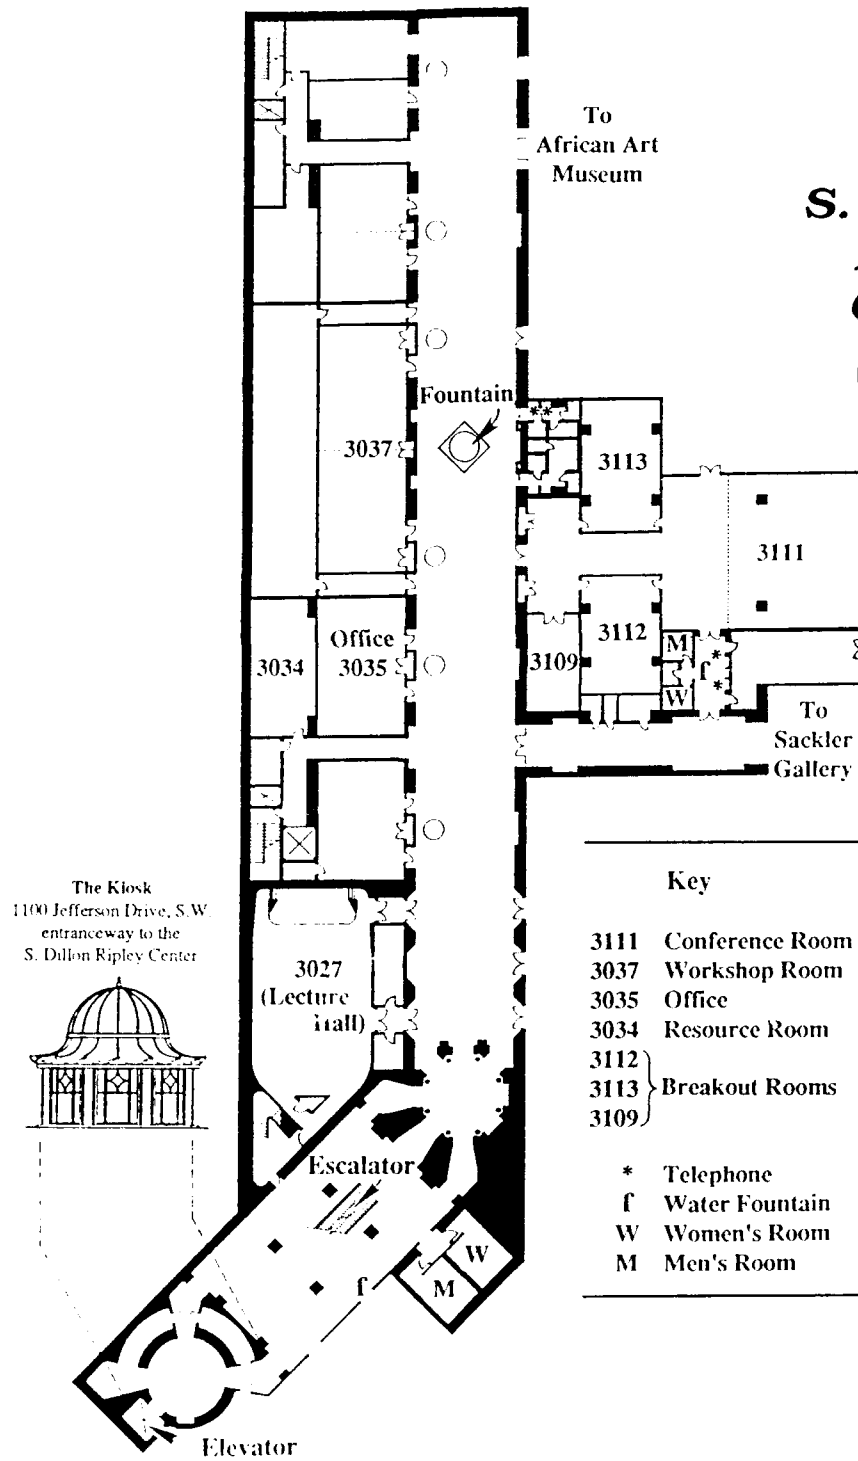 To
African Art
Museum
S.
Fountain
**
3037
3113
3111
Office
3035
3034
3112
3109
M
f
*
*
W
To
Sackler
Gallery
The Kiosk
1100 Jefferson Drive, S.W.
entranceway to the
S. Dillon Ripley Center
3027
(Lecture
Hall)
Key
3111 Conference Room
3037 Workshop Room
3035 Office
3034 Resource Room
3112
3113 Breakout Rooms
3109
* Telephone
f Water Fountain
W Women's Room
M Men's Room
Escalator
W
M
f
Elevator